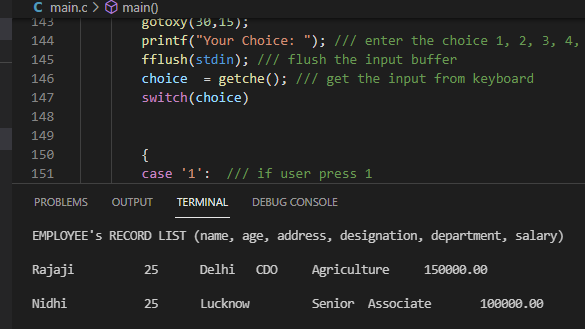 C main.c > main()
143 gotoxy(30,15);
144 printf("Your Choice: "); /// enter the choice 1, 2, 3, 4,
145 fflush(stdin); /// flush the input buffer
146 choice  = getche(); /// get the input from keyboard
147 switch(choice)
148
149
150 {
151 case '1':  /// if user press 1
PROBLEMS OUTPUT TERMINAL DEBUG CONSOLE
EMPLOYEE's RECORD LIST (name, age, address, designation, department, salary)
Rajaji 25 Delhi CDO Agriculture 150000.00
Nidhi 25 Lucknow Senior Associate 100000.00